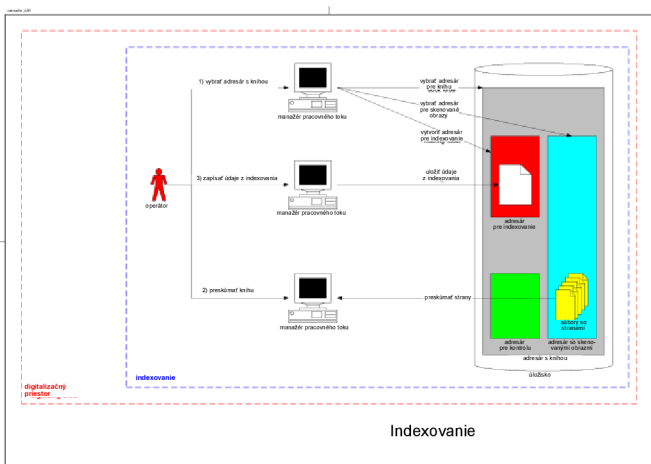 1) vybrať adresár s knihou
manažér pracovného toku
vybrať adresár
pre knihu
vybrať adresár
pre skenované
obrazy
vytvoriť adresár
pre indexovanie
operátor
3) zapísať údaje z indexovania
manažér pracovného toku
uložiť údaje
z indexovania
adresár
pre indexovanie
2) preskúmať knihu
manažér pracovného toku
preskúmať strany
súbory so
stranami
adresár
pre kontrolu
adresár so skeno-
vanými obrazmi
adresár s knihou
úložisko
indexovanie
digitalizačný
priestor
Indexovanie